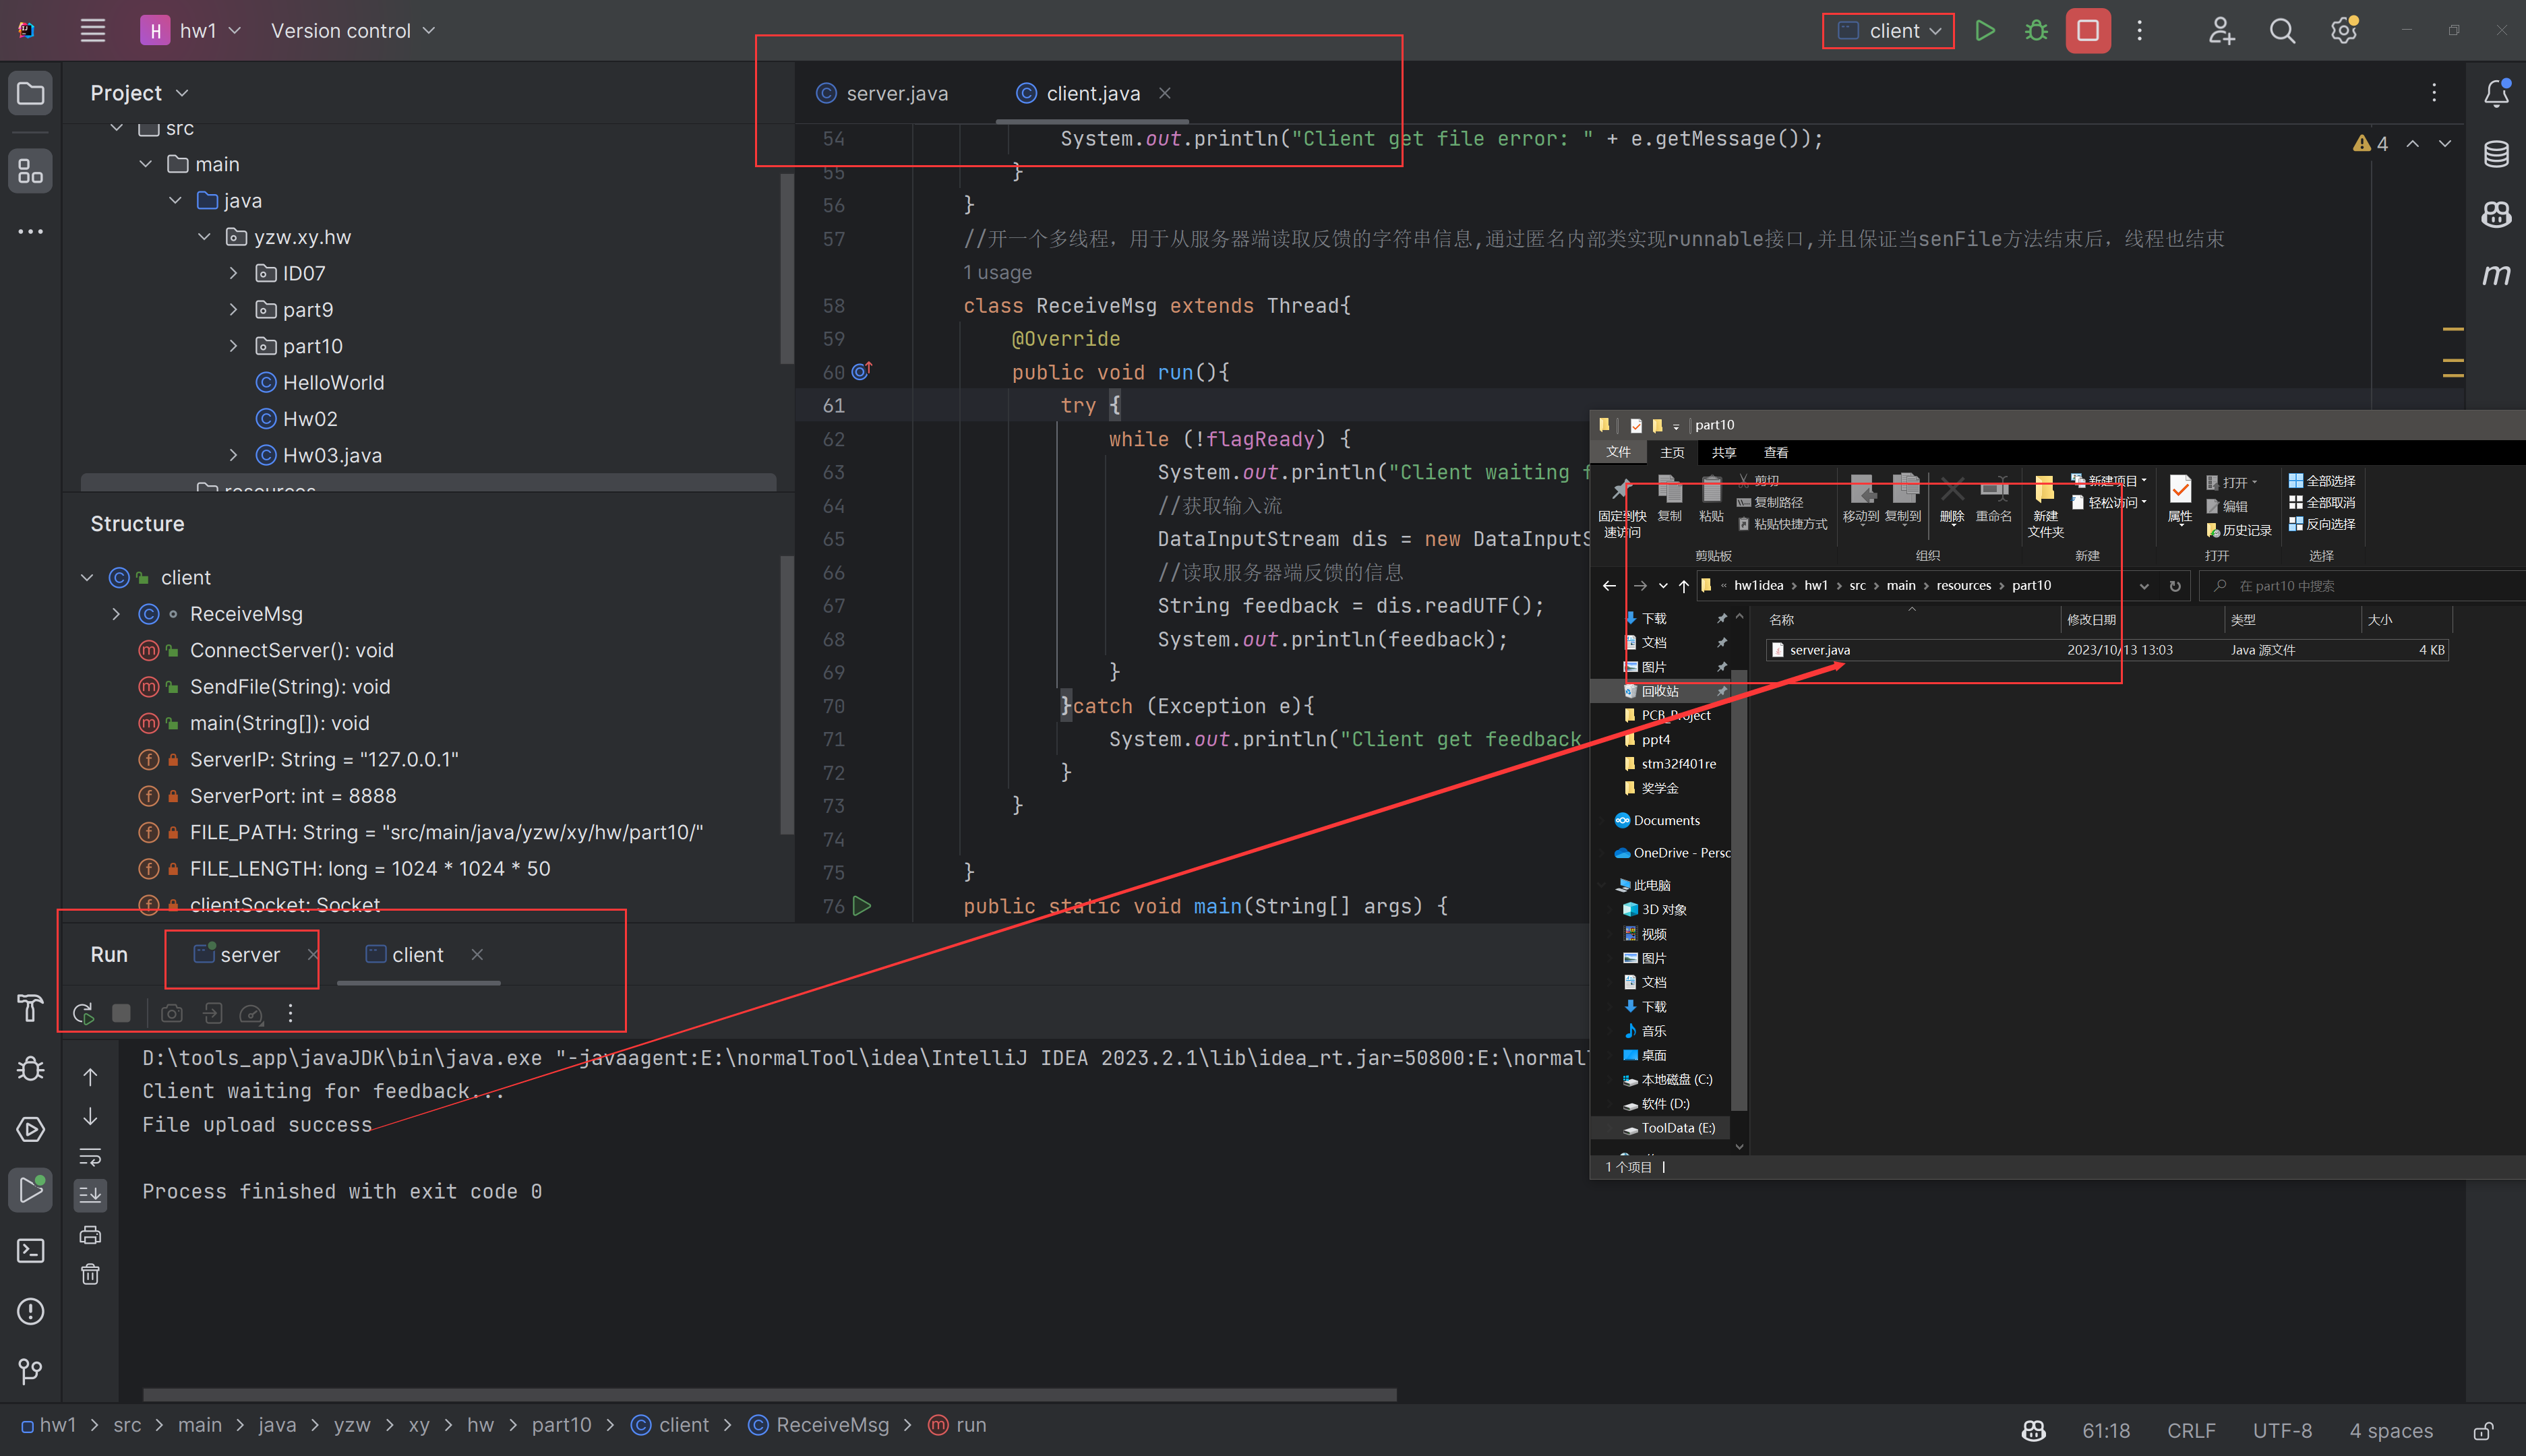 H hw1 Version control client
Project
src
main
java
yzw.xy.hw
ID07
part9
part10
HelloWorld
Hw02
Hw03.java
resources
Structure
client
ReceiveMsg
ConnectServer(): void
SendFile(String): void
main(String[]): void
ServerIP: String = "127.0.0.1"
ServerPort: int = 8888
FILE_PATH: String = "src/main/java/yzw/xy/hw/part10/"
FILE_LENGTH: long = 1024 * 1024 * 50
clientSocket: Socket
server.java client.java
54 System.out.println("Client get file error: " + e.getMessage());
4
55 }
56 }
57 //开一个多线程，用于从服务器端读取反馈的字符串信息,通过匿名内部类实现runnable接口,并且保证当senFile方法结束后，线程也结束
1 usage
58 class ReceiveMsg extends Thread{
59 @Override
60 public void run(){
61 try {
62 while (!flagReady) {
63 System.out.println("Client waiting f
64 //获取输入流
65 DataInputStream dis = new DataInputS
66 //读取服务器端反馈的信息
67 String feedback = dis.readUTF();
68 System.out.println(feedback);
69 }
70 }catch (Exception e){
71 System.out.println("Client get feedback
72 }
73 }
74
75 }
76 public static void main(String[] args) {
part10
文件 主页 共享 查看
固定到快速访问 复制 粘贴 剪切
复制路径
粘贴快捷方式
移动到 复制到 删除 重命名
新建文件夹 新建项目
轻松访问
属性 打开
编辑
历史记录
全部选择
全部取消
反向选择
剪贴板 组织 新建 打开 选择
« hw1idea › hw1 › src › main › resources › part10 在 part10 中搜索
名称 修改日期 类型 大小
server.java 2023/10/13 13:03 Java 源文件 4 KB
下载
文档
图片
回收站
PCB_Project
ppt4
stm32f401re
奖学金
Documents
OneDrive - Persc
此电脑
3D 对象
视频
图片
文档
下载
音乐
桌面
本地磁盘 (C:)
软件 (D:)
ToolData (E:)
1 个项目
Run server client
D:\tools_app\javaJDK\bin\java.exe "-javaagent:E:\normalTool\idea\IntelliJ IDEA 2023.2.1\lib\idea_rt.jar=50800:E:\normalT
Client waiting for feedback...
File upload success
Process finished with exit code 0
hw1 > src > main > java > yzw > xy > hw > part10 > client > ReceiveMsg > run
61:18 CRLF UTF-8 4 spaces